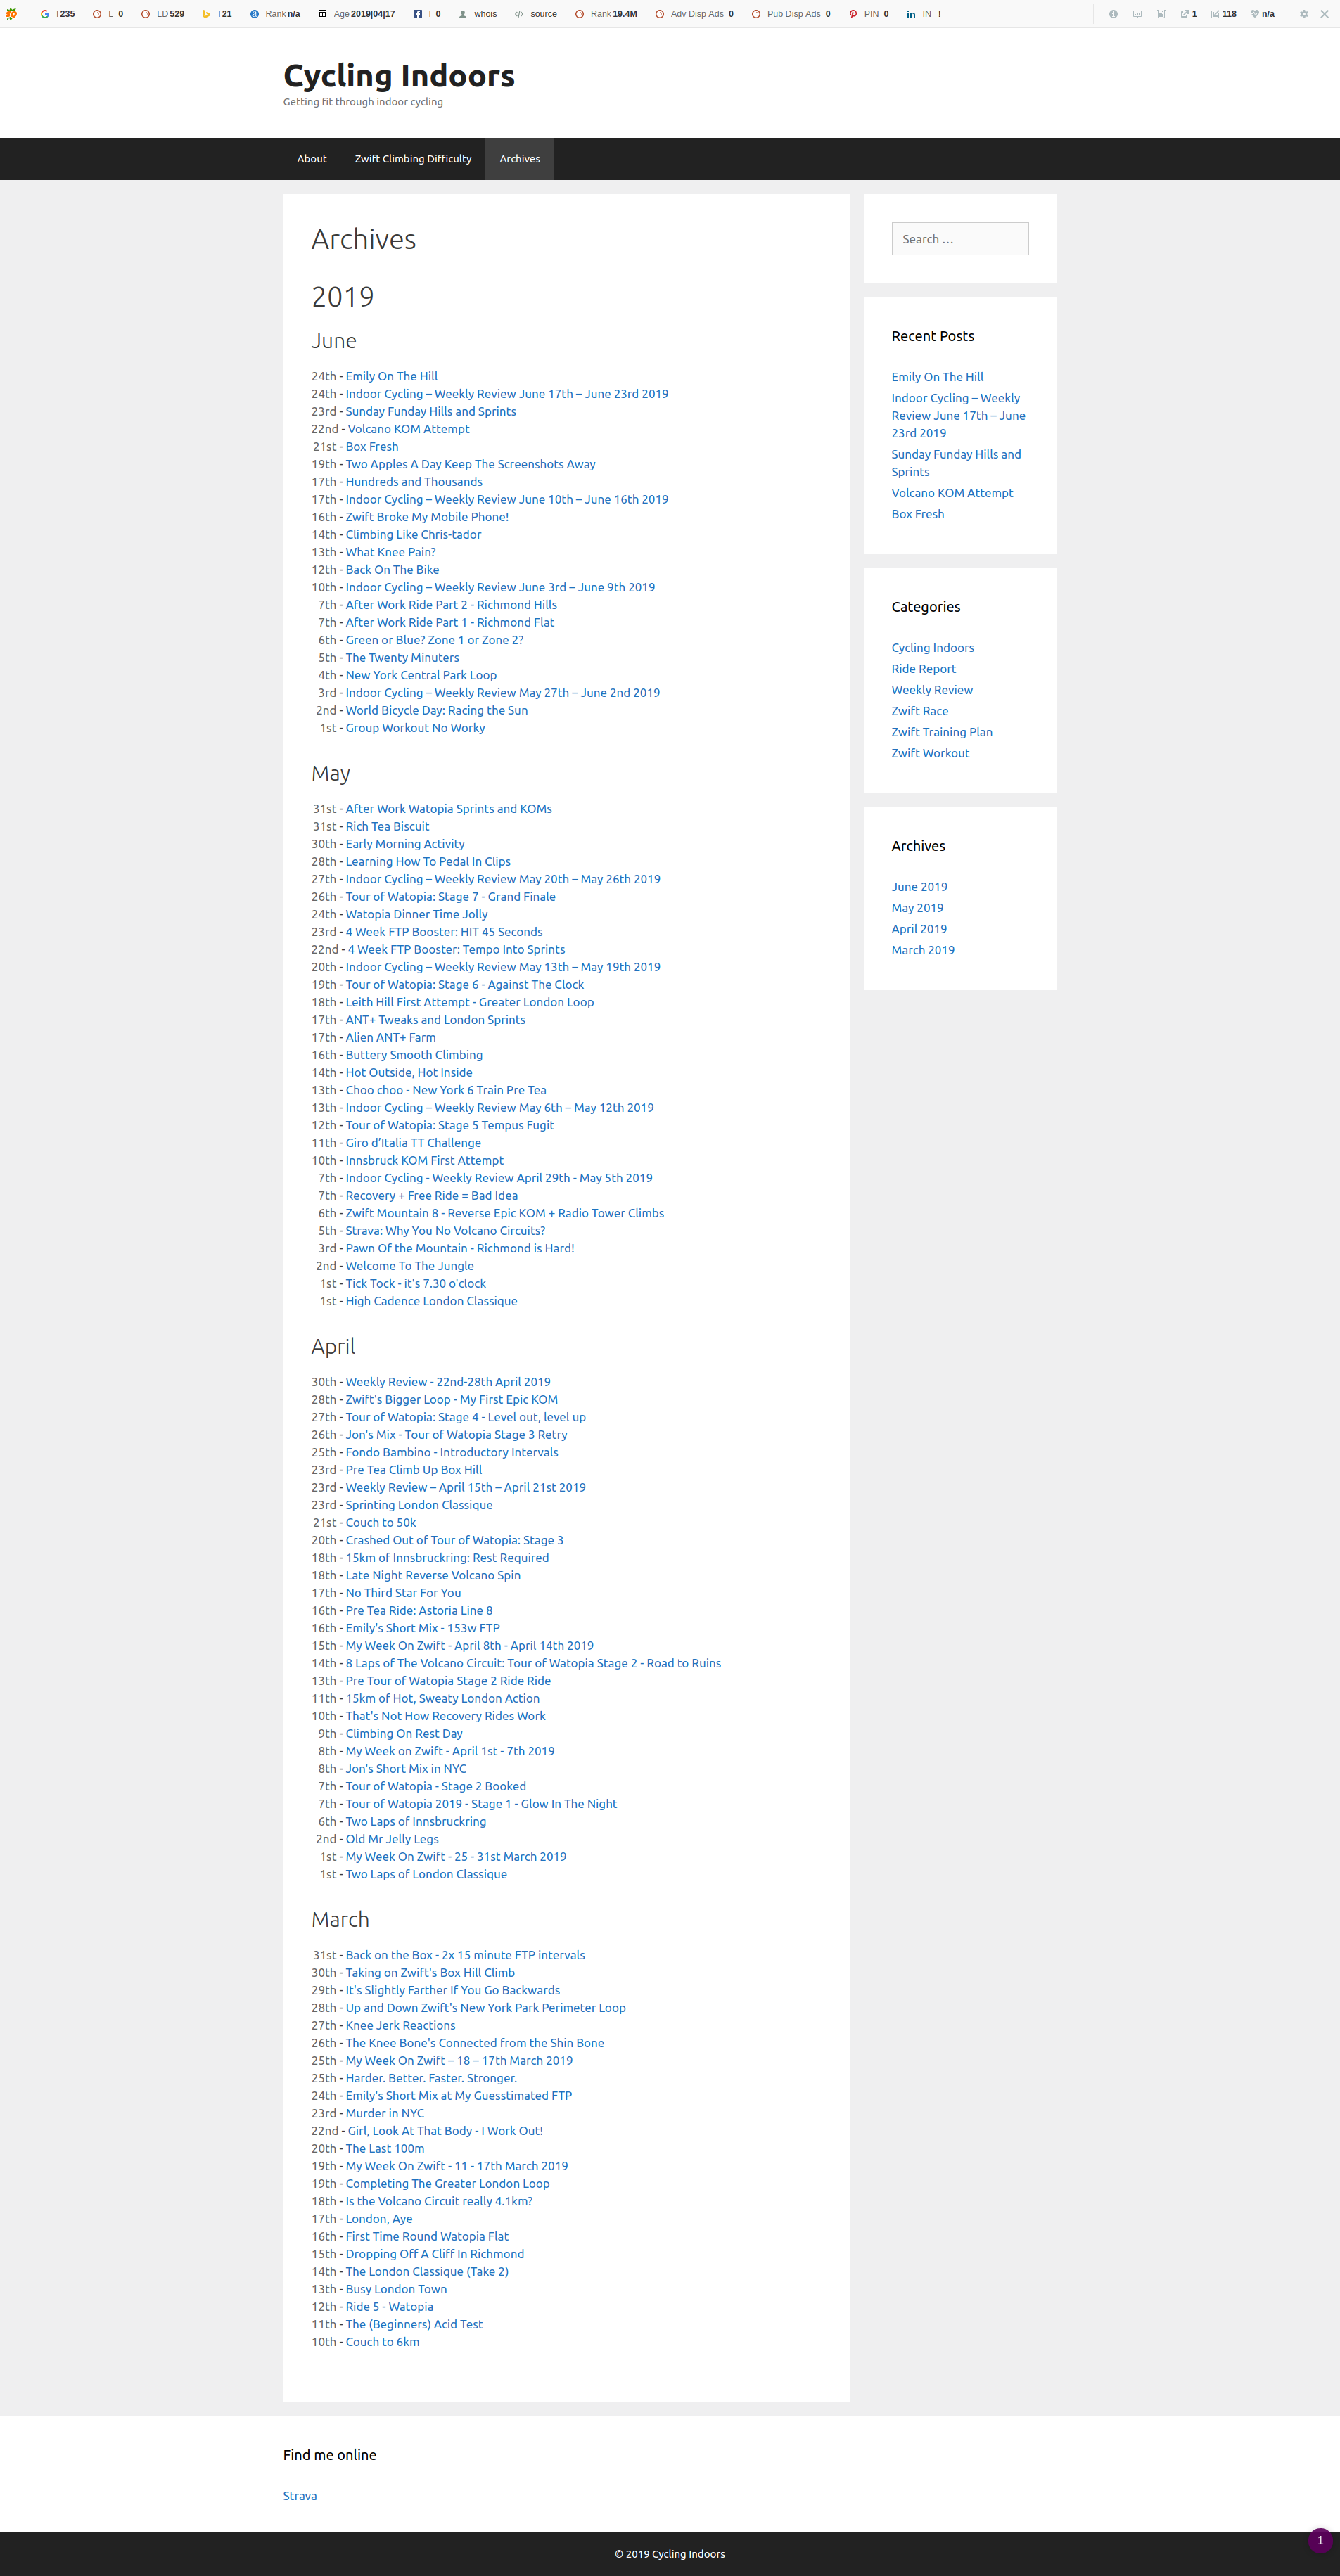 I 235 L 0 LD 529 I 21 Rank n/a Age 2019|04|17 I 0 whois source Rank 19.4M Adv Disp Ads 0 Pub Disp Ads 0 PIN 0 IN ! 1 118 n/a
Cycling Indoors
Getting fit through indoor cycling
About Zwift Climbing Difficulty Archives
Archives
2019
June
24th - Emily On The Hill
24th - Indoor Cycling – Weekly Review June 17th – June 23rd 2019
23rd - Sunday Funday Hills and Sprints
22nd - Volcano KOM Attempt
21st - Box Fresh
19th - Two Apples A Day Keep The Screenshots Away
17th - Hundreds and Thousands
17th - Indoor Cycling – Weekly Review June 10th – June 16th 2019
16th - Zwift Broke My Mobile Phone!
14th - Climbing Like Chris-tador
13th - What Knee Pain?
12th - Back On The Bike
10th - Indoor Cycling – Weekly Review June 3rd – June 9th 2019
7th - After Work Ride Part 2 - Richmond Hills
7th - After Work Ride Part 1 - Richmond Flat
6th - Green or Blue? Zone 1 or Zone 2?
5th - The Twenty Minuters
4th - New York Central Park Loop
3rd - Indoor Cycling – Weekly Review May 27th – June 2nd 2019
2nd - World Bicycle Day: Racing the Sun
1st - Group Workout No Worky
May
31st - After Work Watopia Sprints and KOMs
31st - Rich Tea Biscuit
30th - Early Morning Activity
28th - Learning How To Pedal In Clips
27th - Indoor Cycling – Weekly Review May 20th – May 26th 2019
26th - Tour of Watopia: Stage 7 - Grand Finale
24th - Watopia Dinner Time Jolly
23rd - 4 Week FTP Booster: HIT 45 Seconds
22nd - 4 Week FTP Booster: Tempo Into Sprints
20th - Indoor Cycling – Weekly Review May 13th – May 19th 2019
19th - Tour of Watopia: Stage 6 - Against The Clock
18th - Leith Hill First Attempt - Greater London Loop
17th - ANT+ Tweaks and London Sprints
17th - Alien ANT+ Farm
16th - Buttery Smooth Climbing
14th - Hot Outside, Hot Inside
13th - Choo choo - New York 6 Train Pre Tea
13th - Indoor Cycling – Weekly Review May 6th – May 12th 2019
12th - Tour of Watopia: Stage 5 Tempus Fugit
11th - Giro d'Italia TT Challenge
10th - Innsbruck KOM First Attempt
7th - Indoor Cycling - Weekly Review April 29th - May 5th 2019
7th - Recovery + Free Ride = Bad Idea
6th - Zwift Mountain 8 - Reverse Epic KOM + Radio Tower Climbs
5th - Strava: Why You No Volcano Circuits?
3rd - Pawn Of the Mountain - Richmond is Hard!
2nd - Welcome To The Jungle
1st - Tick Tock - it's 7.30 o'clock
1st - High Cadence London Classique
April
30th - Weekly Review - 22nd-28th April 2019
28th - Zwift's Bigger Loop - My First Epic KOM
27th - Tour of Watopia: Stage 4 - Level out, level up
26th - Jon's Mix - Tour of Watopia Stage 3 Retry
25th - Fondo Bambino - Introductory Intervals
23rd - Pre Tea Climb Up Box Hill
23rd - Weekly Review – April 15th – April 21st 2019
23rd - Sprinting London Classique
21st - Couch to 50k
20th - Crashed Out of Tour of Watopia: Stage 3
18th - 15km of Innsbruckring: Rest Required
18th - Late Night Reverse Volcano Spin
17th - No Third Star For You
16th - Pre Tea Ride: Astoria Line 8
16th - Emily's Short Mix - 153w FTP
15th - My Week On Zwift - April 8th - April 14th 2019
14th - 8 Laps of The Volcano Circuit: Tour of Watopia Stage 2 - Road to Ruins
13th - Pre Tour of Watopia Stage 2 Ride Ride
11th - 15km of Hot, Sweaty London Action
10th - That's Not How Recovery Rides Work
9th - Climbing On Rest Day
8th - My Week on Zwift - April 1st - 7th 2019
8th - Jon's Short Mix in NYC
7th - Tour of Watopia - Stage 2 Booked
7th - Tour of Watopia 2019 - Stage 1 - Glow In The Night
6th - Two Laps of Innsbruckring
2nd - Old Mr Jelly Legs
1st - My Week On Zwift - 25 - 31st March 2019
1st - Two Laps of London Classique
March
31st - Back on the Box - 2x 15 minute FTP intervals
30th - Taking on Zwift's Box Hill Climb
29th - It's Slightly Farther If You Go Backwards
28th - Up and Down Zwift's New York Park Perimeter Loop
27th - Knee Jerk Reactions
26th - The Knee Bone's Connected from the Shin Bone
25th - My Week On Zwift – 18 – 17th March 2019
25th - Harder. Better. Faster. Stronger.
24th - Emily's Short Mix at My Guesstimated FTP
23rd - Murder in NYC
22nd - Girl, Look At That Body - I Work Out!
20th - The Last 100m
19th - My Week On Zwift - 11 - 17th March 2019
19th - Completing The Greater London Loop
18th - Is the Volcano Circuit really 4.1km?
17th - London, Aye
16th - First Time Round Watopia Flat
15th - Dropping Off A Cliff In Richmond
14th - The London Classique (Take 2)
13th - Busy London Town
12th - Ride 5 - Watopia
11th - The (Beginners) Acid Test
10th - Couch to 6km
Search …
Recent Posts
Emily On The Hill
Indoor Cycling – Weekly
Review June 17th – June
23rd 2019
Sunday Funday Hills and
Sprints
Volcano KOM Attempt
Box Fresh
Categories
Cycling Indoors
Ride Report
Weekly Review
Zwift Race
Zwift Training Plan
Zwift Workout
Archives
June 2019
May 2019
April 2019
March 2019
Find me online
Strava
1
© 2019 Cycling Indoors